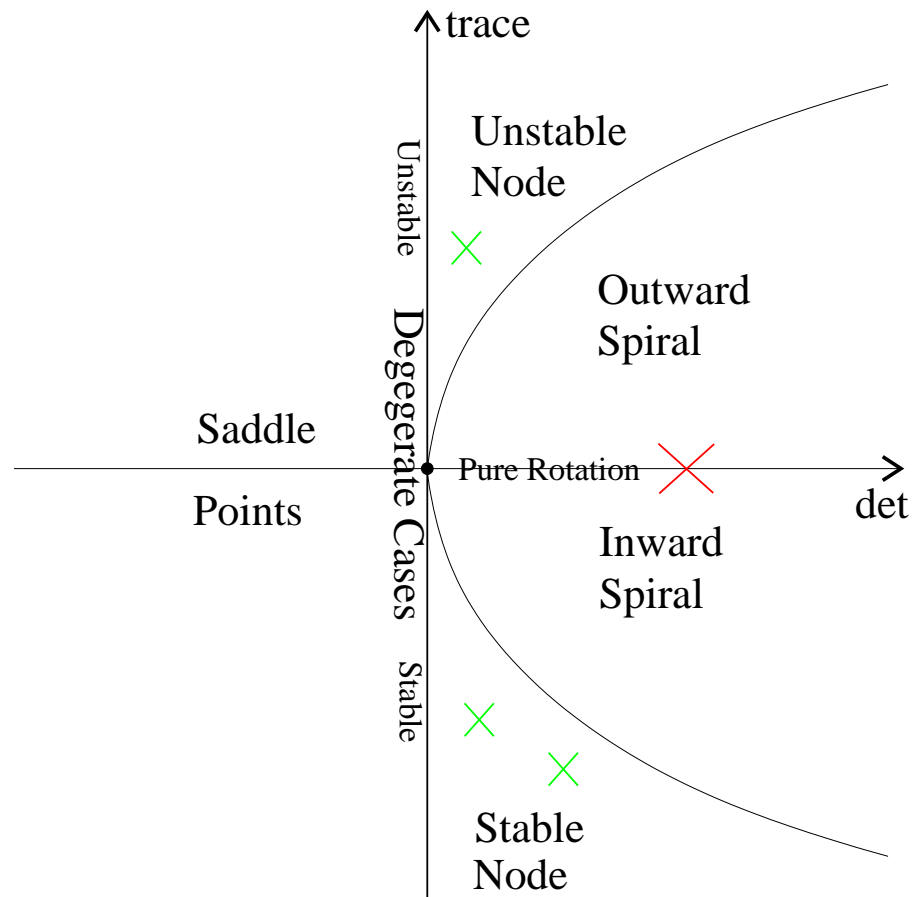 trace
Unstable
Node
Unstable
Outward
Spiral
Degegerate Cases
Saddle
Pure Rotation
Points
det
Inward
Spiral
Stable
Stable
Node